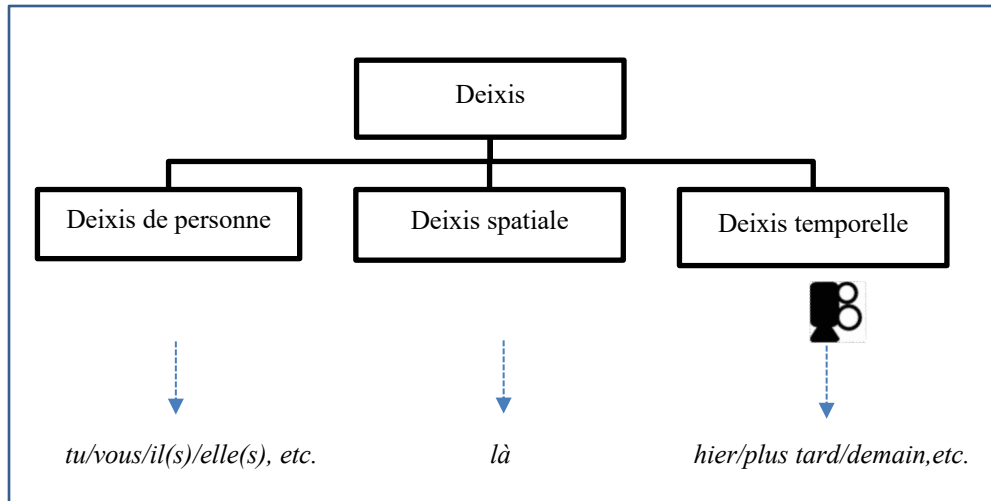 Deixis
Deixis de personne
Deixis spatiale
Deixis temporelle
tu/vous/il(s)/elle(s), etc.
là
hier/plus tard/demain,etc.